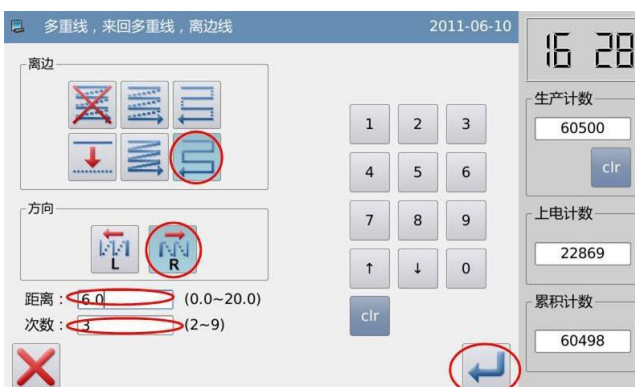 多重线，来回多重线，离边线
2011-06-10
离边
方向
L
R
距离：6.0 (0.0~20.0)
次数：3 (2~9)
1 2 3
4 5 6
7 8 9
↑ ↓ 0
clr
16 28
生产计数
60500
clr
上电计数
22869
累积计数
60498